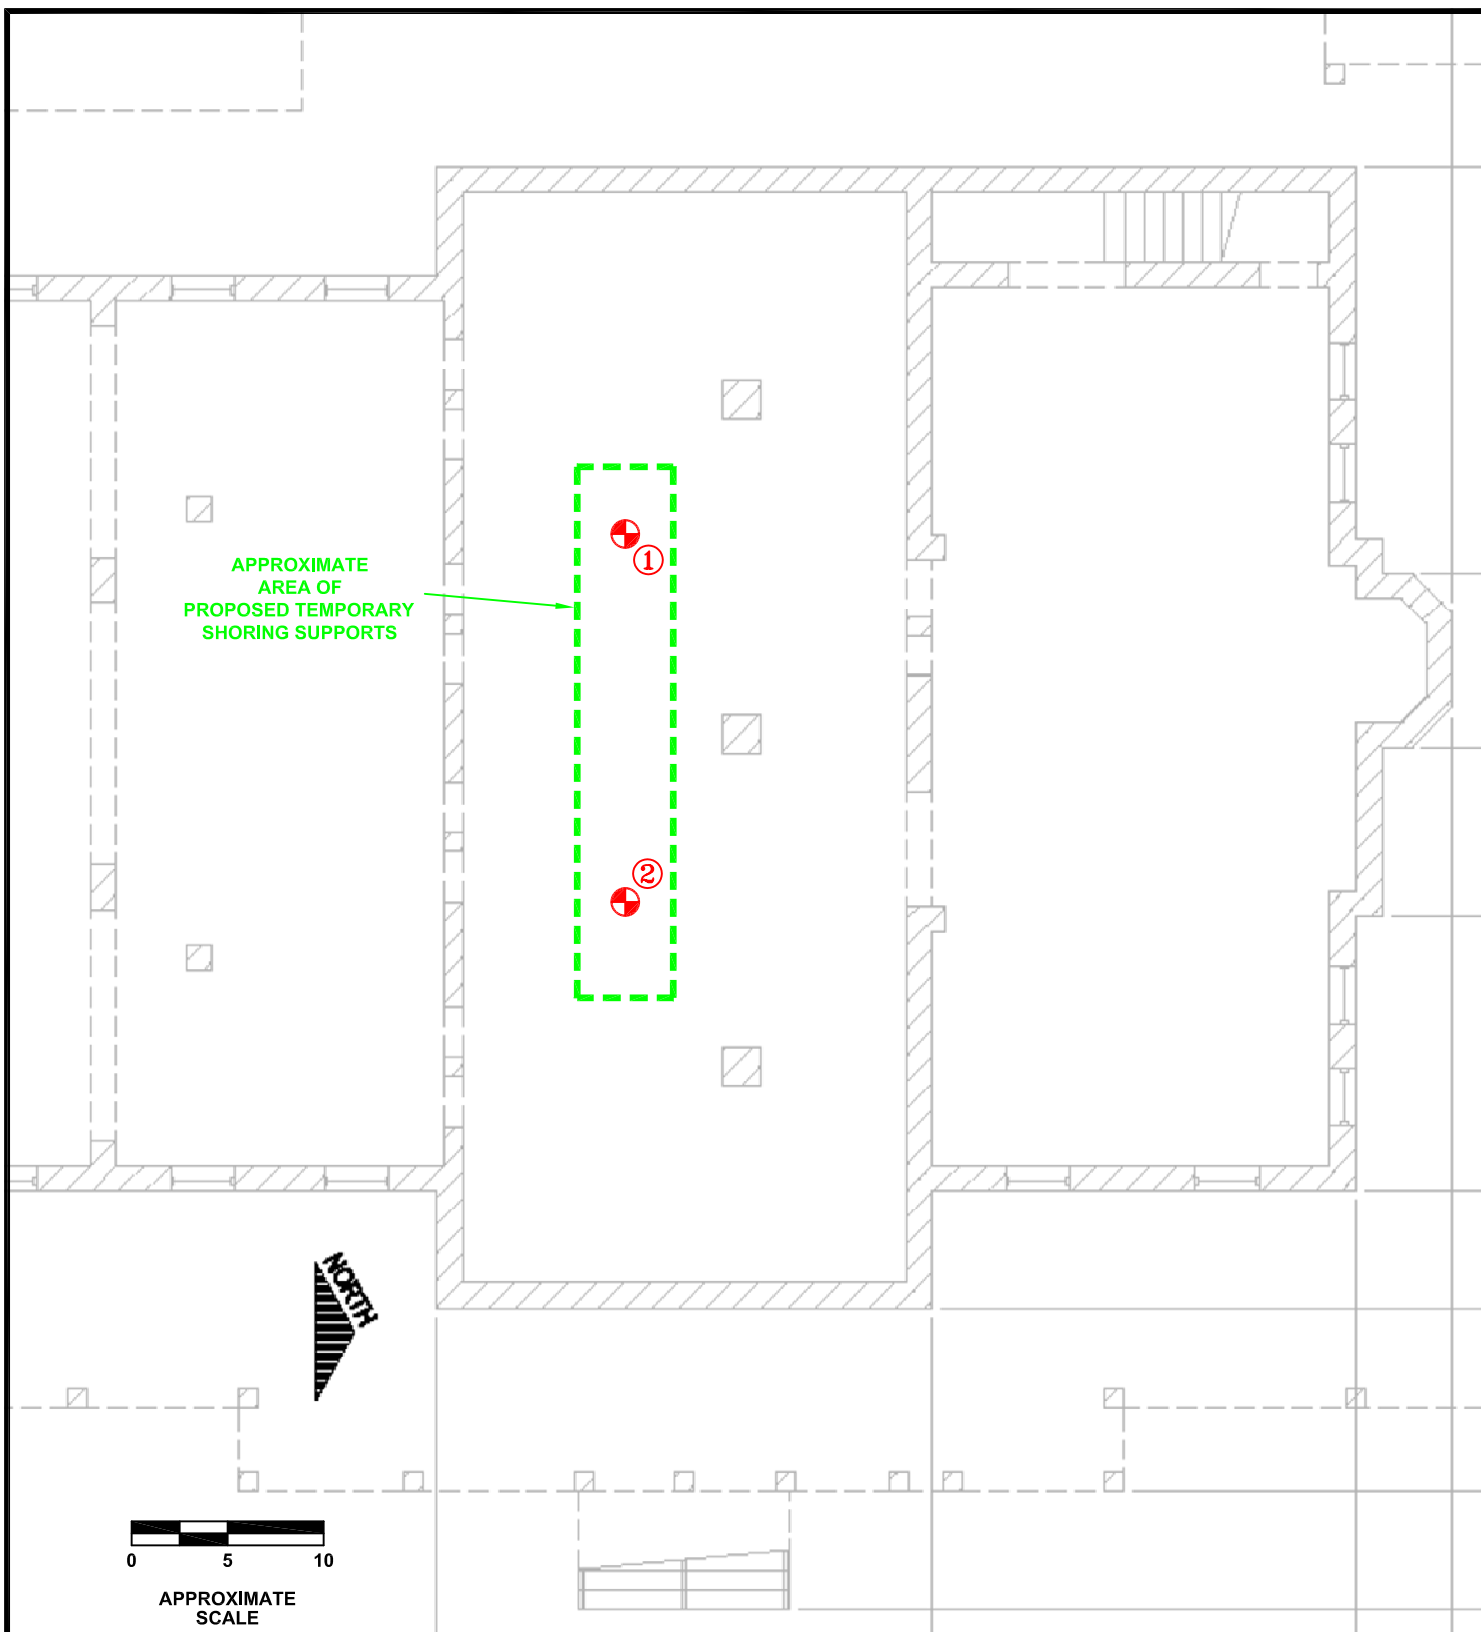 APPROXIMATE
AREA OF
PROPOSED TEMPORARY
SHORING SUPPORTS
①
②
NORTH
0 5 10
APPROXIMATE
SCALE